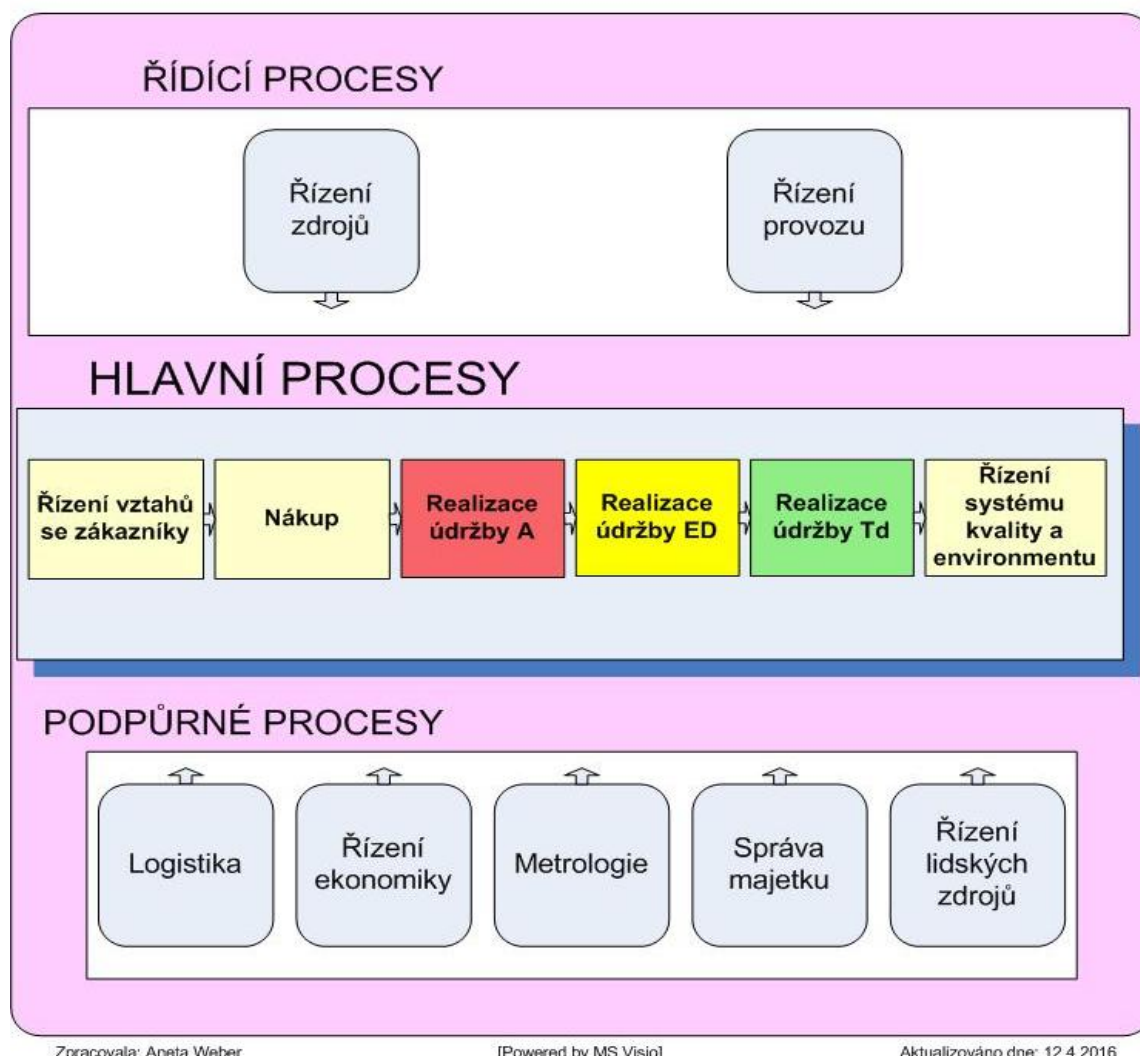 ŘÍDÍCÍ PROCESY
Řízení
zdrojů
Řízení
provozu
HLAVNÍ PROCESY
Řízení vztahů
se zákazníky
Nákup
Realizace
údržby A
Realizace
údržby ED
Realizace
údržby Td
Řízení
systému
kvality a
environmentu
PODPŮRNÉ PROCESY
Logistika
Řízení
ekonomiky
Metrologie
Správa
majetku
Řízení
lidských
zdrojů
Zpracovala: Aneta Weber
[Powered by MS Visio]
Aktualizováno dne: 12.4.2016